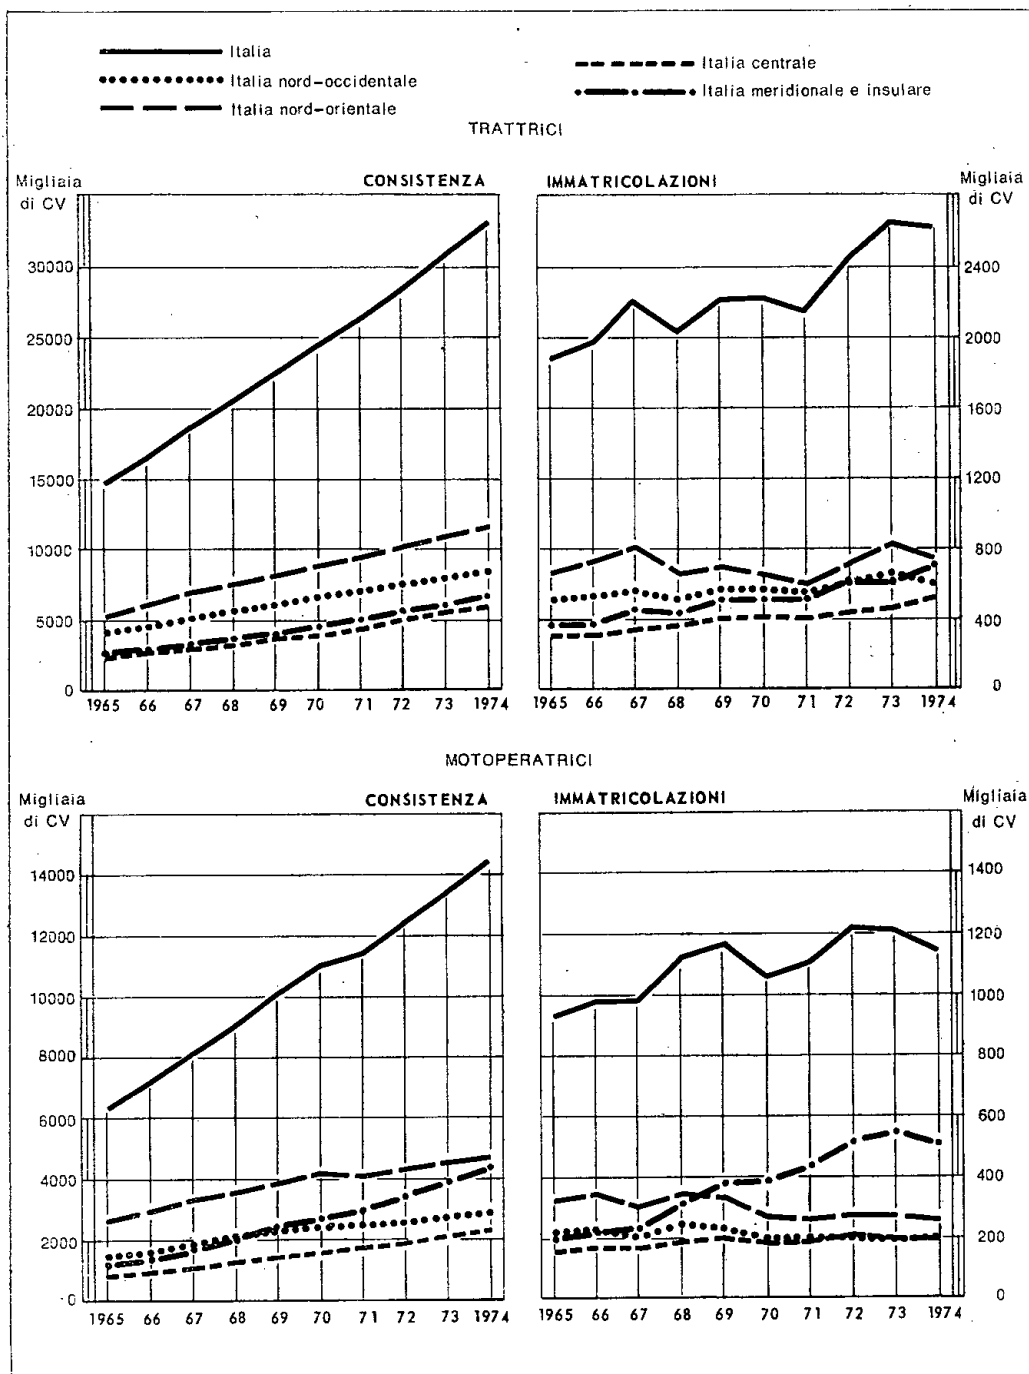 Italia
Italia nord-occidentale
Italia nord-orientale
Italia centrale
Italia meridionale e insulare
TRATTRICI
Migliaia
di CV
CONSISTENZA
30000
25000
20000
15000
10000
5000
0
1965 66 67 68 69 70 71 72 73 1974
IMMATRICOLAZIONI
Migliaia
di CV
2400
2000
1600
1200
800
400
0
1965 66 67 68 69 70 71 72 73 1974
MOTOPERATRICI
Migliaia
di CV
CONSISTENZA
14000
12000
10000
8000
6000
4000
2000
0
1965 66 67 68 69 70 71 72 73 1974
IMMATRICOLAZIONI
Migliaia
di CV
1400
1200
1000
800
600
400
200
0
1965 66 67 68 69 70 71 72 73 1974